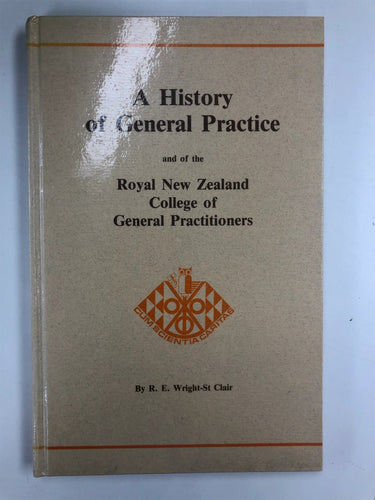 A History
of General Practice
and of the
Royal New Zealand
College of
General Practitioners
CUM SCIENTIA CARITAS
By R. E. Wright-St Clair